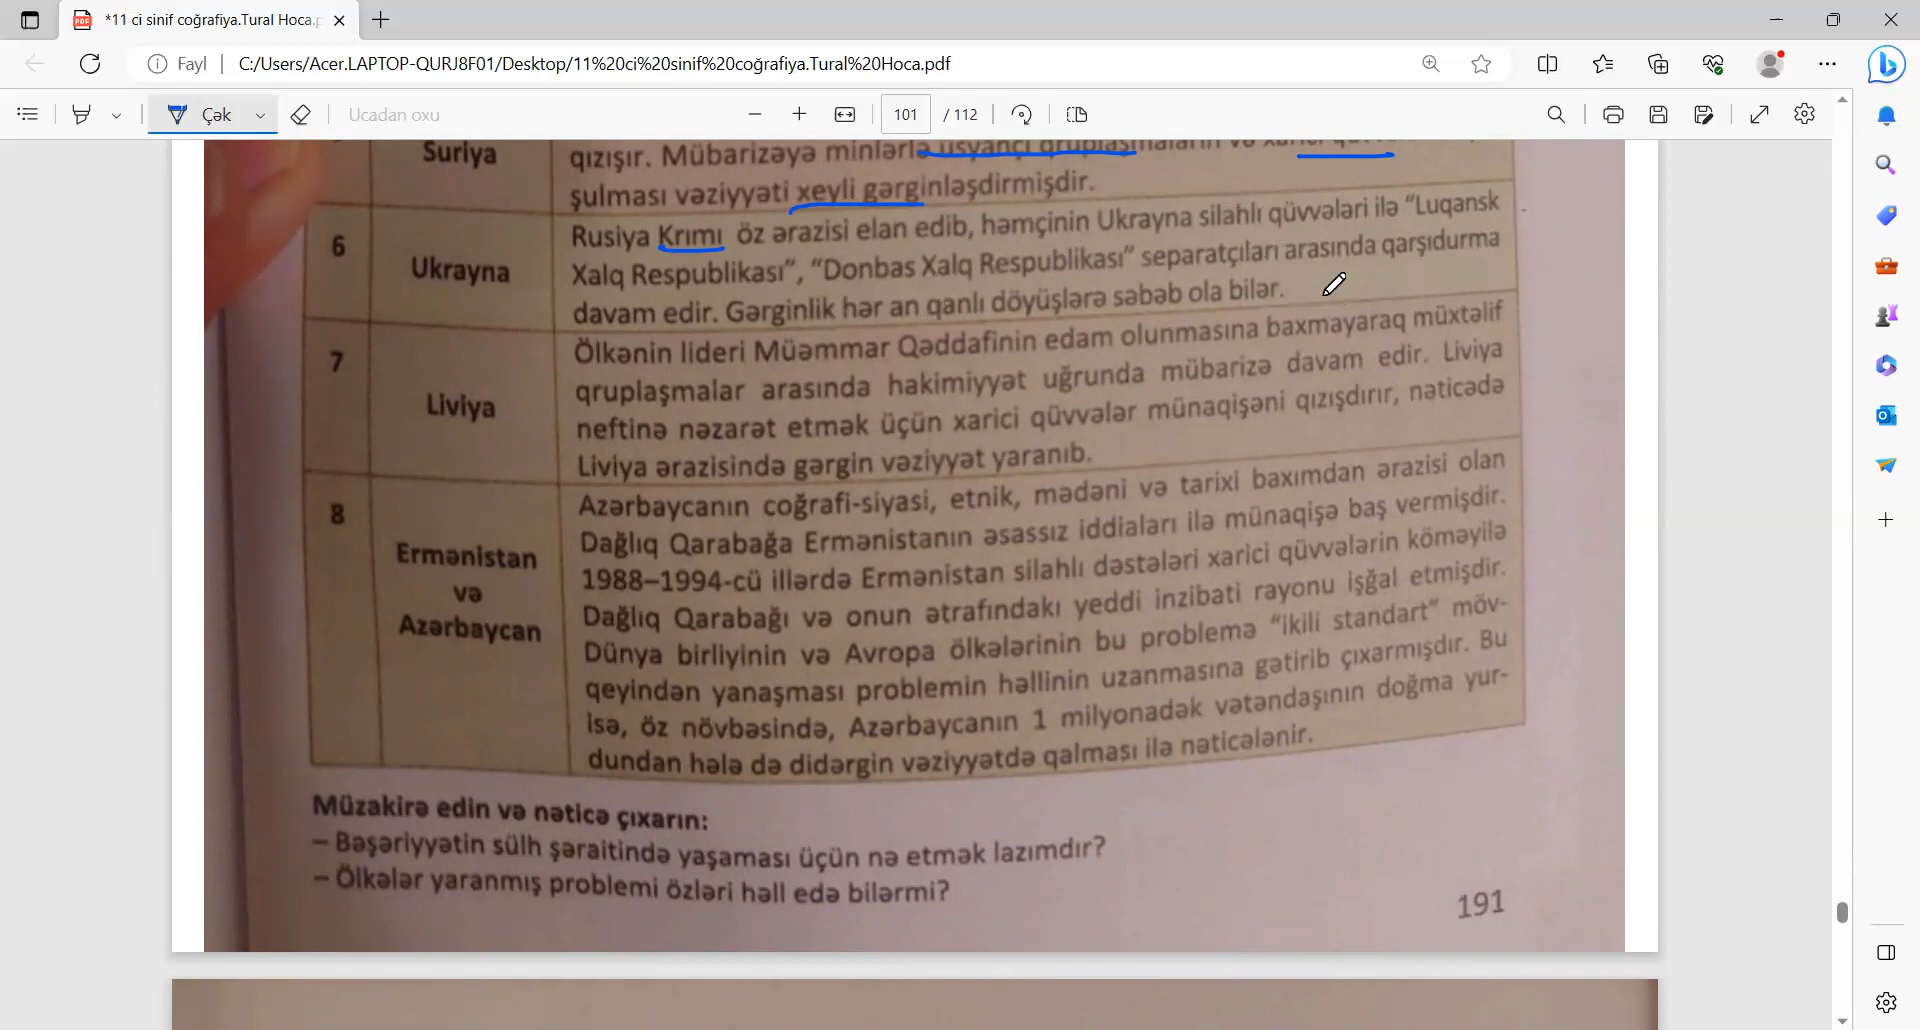 *11 ci sinif coğrafiya.Tural Hoca.p
Fayl
C:/Users/Acer.LAPTOP-QURJ8F01/Desktop/11%20ci%20sinif%20coğrafiya.Tural%20Hoca.pdf
Çək
Ucadan oxu
101 / 112
Suriya
qızışır. Mübarizəyə minlərlə üsyançı qruplaşmaların və xarici
şulması vəziyyəti xeyli gərginləşdirmişdir.
6
Ukrayna
Rusiya Krımı öz ərazisi elan edib, həmçinin Ukrayna silahlı qüvvələri ilə “Luqansk
Xalq Respublikası”, “Donbas Xalq Respublikası” separatçıları arasında qarşıdurma
davam edir. Gərginlik hər an qanlı döyüşlərə səbəb ola bilər.
7
Liviya
Ölkənin lideri Müəmmar Qəddafinin edam olunmasına baxmayaraq müxtəlif
qruplaşmalar arasında hakimiyyət uğrunda mübarizə davam edir. Liviya
neftinə nəzarət etmək üçün xarici qüvvələr münaqişəni qızışdırır, nəticədə
Liviya ərazisində gərgin vəziyyət yaranıb.
8
Ermənistan
və
Azərbaycan
Azərbaycanın coğrafi-siyasi, etnik, mədəni və tarixi baxımdan ərazisi olan
Dağlıq Qarabağa Ermənistanın əsassız iddiaları ilə münaqişə baş vermişdir.
1988–1994-cü illərdə Ermənistan silahlı dəstələri xarici qüvvələrin köməyilə
Dağlıq Qarabağı və onun ətrafındakı yeddi inzibati rayonu işğal etmişdir.
Dünya birliyinin və Avropa ölkələrinin bu problemə “ikili standart” möv-
qeyindən yanaşması problemin həllinin uzanmasına gətirib çıxarmışdır. Bu
isə, öz növbəsində, Azərbaycanın 1 milyonadək vətəndaşının doğma yur-
dundan hələ də didərgin vəziyyətdə qalması ilə nəticələnir.
Müzakirə edin və nəticə çıxarın:
– Bəşəriyyətin sülh şəraitində yaşaması üçün nə etmək lazımdır?
– Ölkələr yaranmış problemi özləri həll edə bilərmi?
191